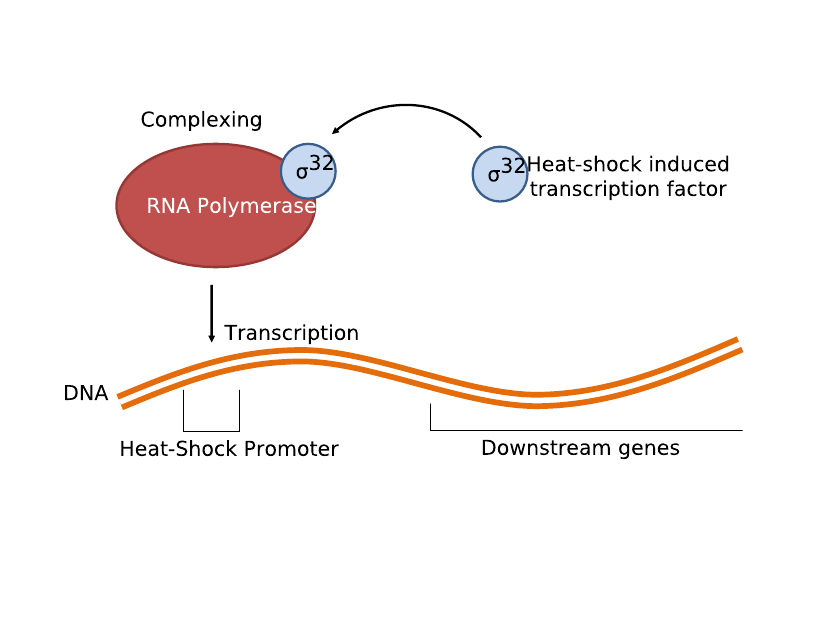 Complexing
σ32
σ32
Heat-shock induced
transcription factor
RNA Polymerase
Transcription
DNA
Heat-Shock Promoter
Downstream genes